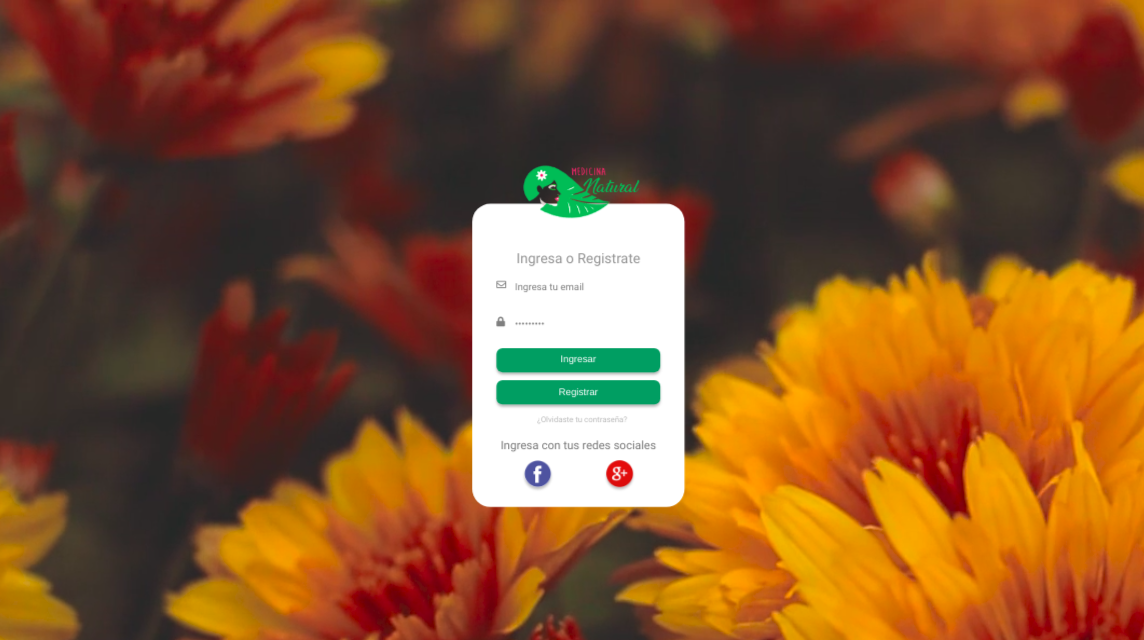 MEDICINA
Natural
Ingresa o Registrate
Ingresa tu email
•••••••••
Ingresar
Registrar
¿Olvidaste tu contraseña?
Ingresa con tus redes sociales
f
g+